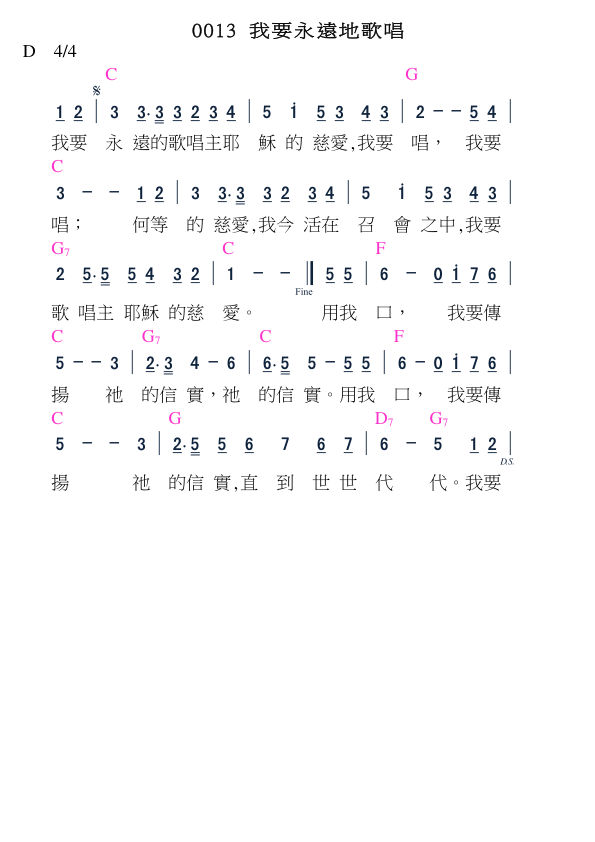 0013 我要永遠地歌唱
D 4/4
C G
1 2 | 3 3· 3 3 2 3 4 | 5 i 5 3 4 3 | 2 － － 5 4 |
我要 永 遠的歌唱主耶 穌 的 慈愛,我要 唱， 我要
C
3 － － 1 2 | 3 3· 3 3 2 3 4 | 5 i 5 3 4 3 |
唱； 何等 的 慈愛,我今 活在 召 會 之中,我要
G7 C F
2 5· 5 5 4 3 2 | 1 － － ‖ 5 5 | 6 － 0 i 7 6 |
Fine
歌 唱主 耶穌 的慈 愛。 用我 口， 我要傳
C G7 C F
5 － － 3 | 2· 3 4 － 6 | 6· 5 5 － 5 5 | 6 － 0 i 7 6 |
揚 祂 的信 實，祂 的信 實。用我 口， 我要傳
C G D7 G7
5 － － 3 | 2· 5 5 6 7 6 7 | 6 － 5 1 2 |
D.S.
揚 祂 的信 實,直 到 世 世 代 代。我要